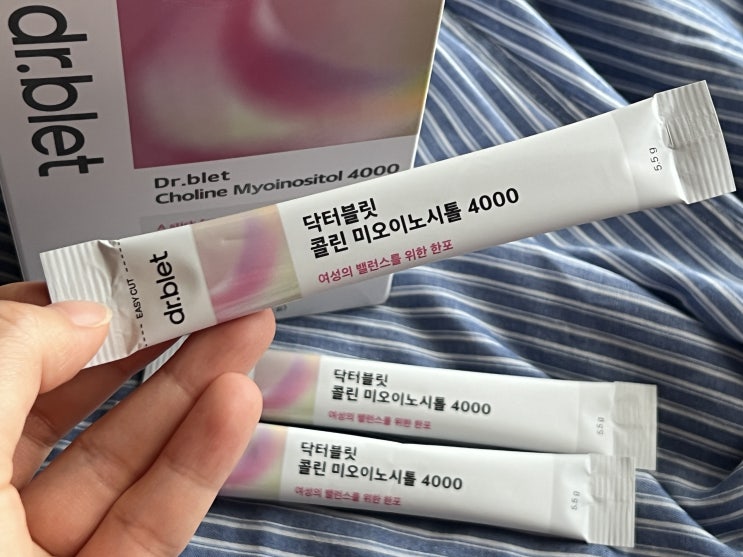 dr.blet
Dr.blet
Choline Myoinositol 4000
EASY CUT
dr.blet
닥터블릿
콜린 미오이노시톨 4000
여성의 밸런스를 위한 한포
5.5 g
닥터블릿
콜린 미오이노시톨 4000
여성의 밸런스를 위한 한포
5.5 g
닥터블릿
콜린 미오이노시톨 4000
여성의 밸런스를 위한 한포
5.5 g